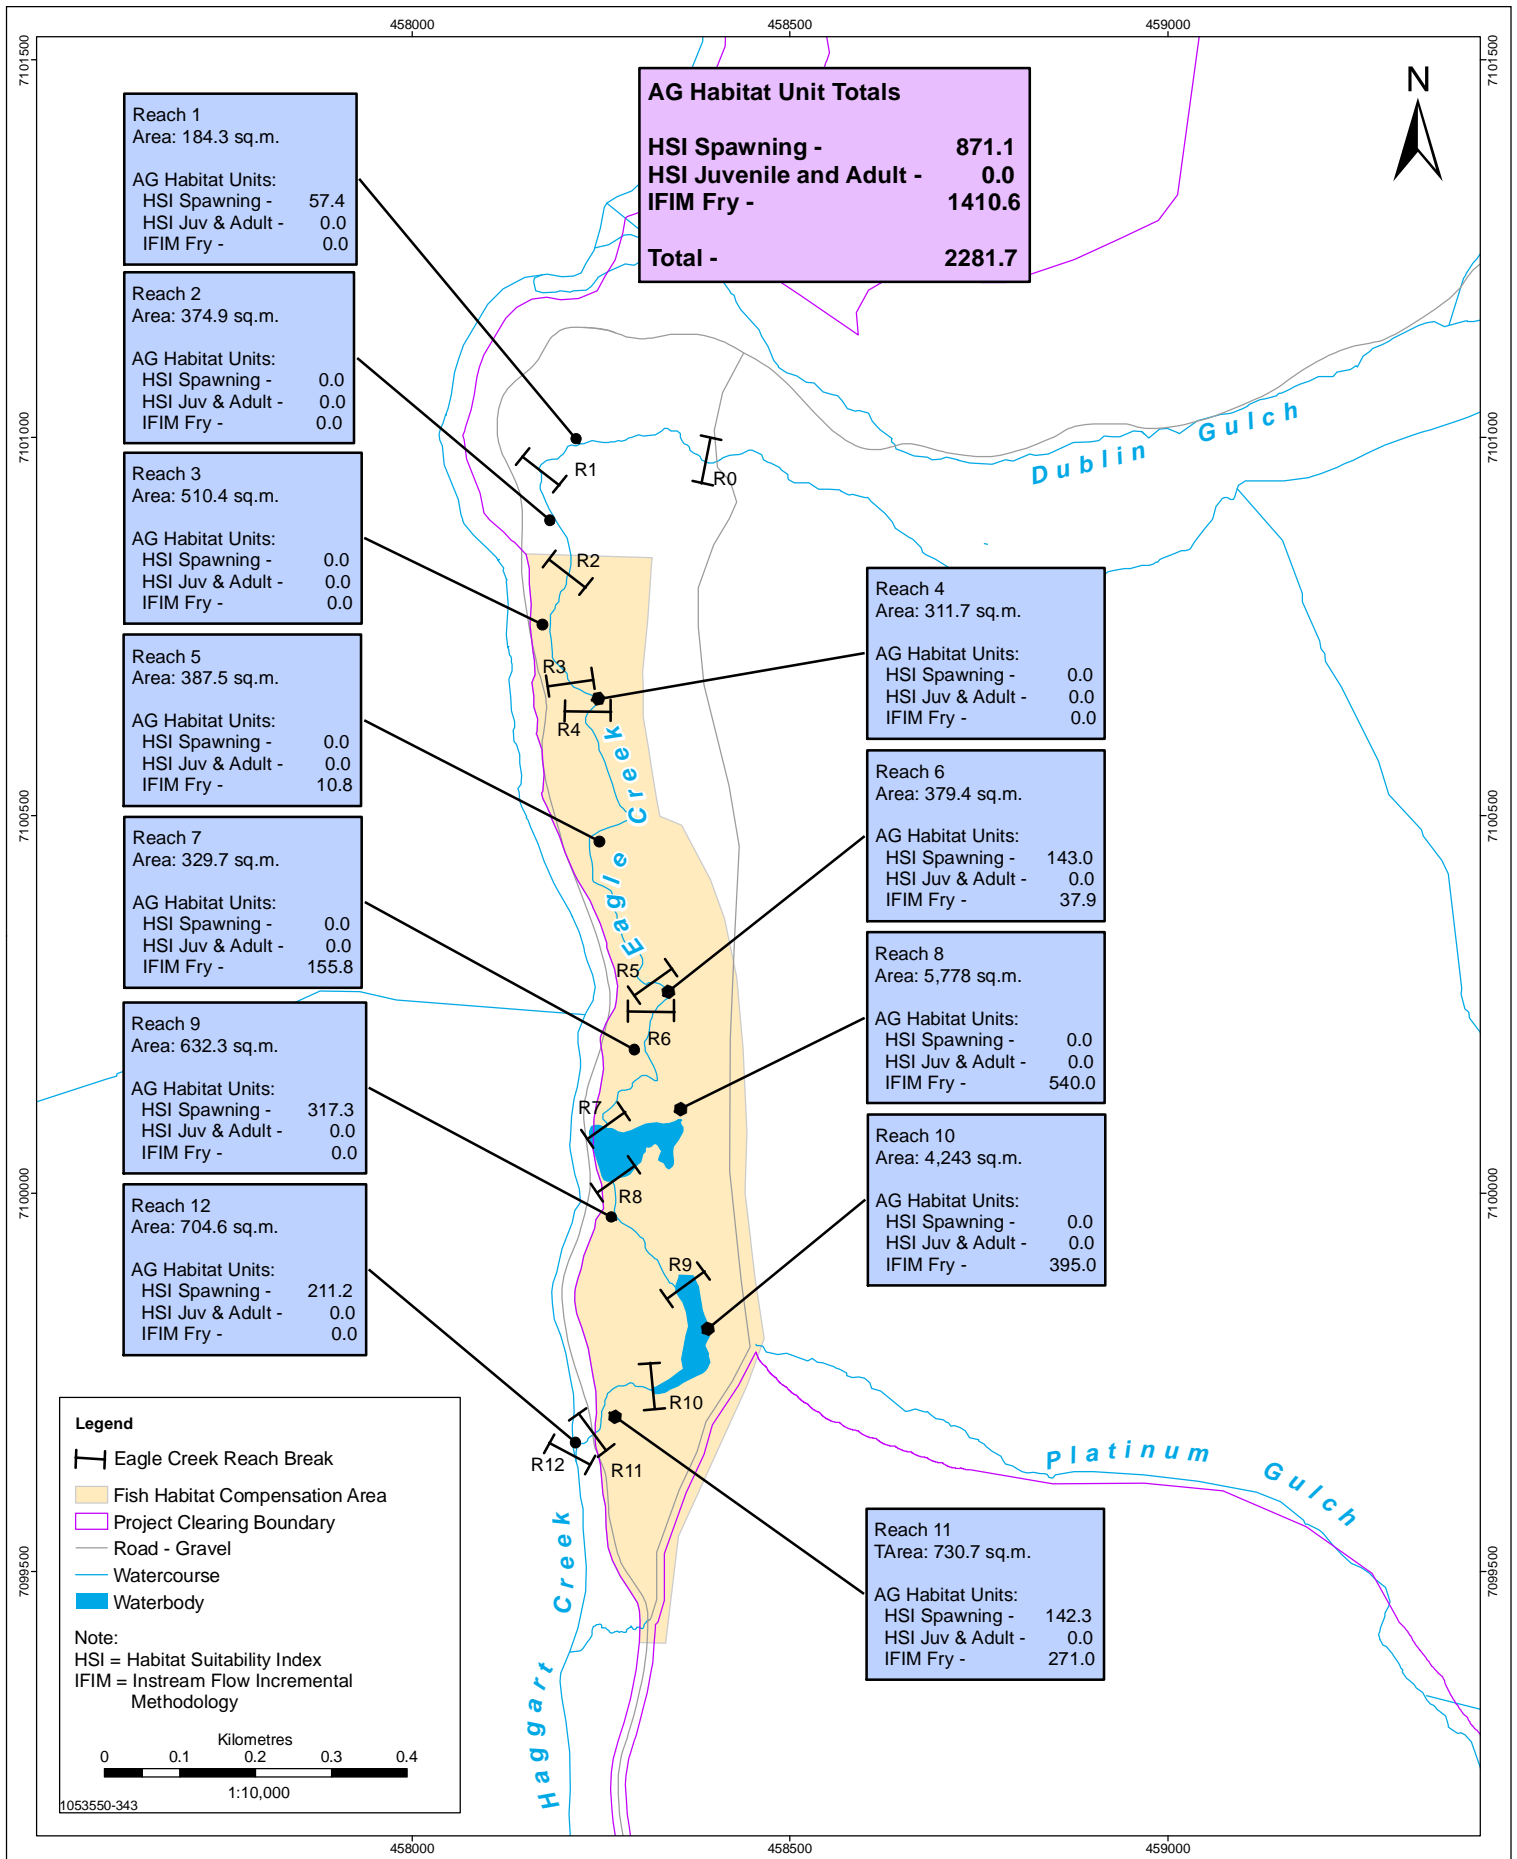 458000
458500
459000
7101500
7101500
N
AG Habitat Unit Totals
HSI Spawning - 871.1
HSI Juvenile and Adult - 0.0
IFIM Fry - 1410.6
Total - 2281.7
Reach 1
Area: 184.3 sq.m.
AG Habitat Units:
HSI Spawning - 57.4
HSI Juv & Adult - 0.0
IFIM Fry - 0.0
Reach 2
Area: 374.9 sq.m.
AG Habitat Units:
HSI Spawning - 0.0
HSI Juv & Adult - 0.0
IFIM Fry - 0.0
Reach 3
Area: 510.4 sq.m.
AG Habitat Units:
HSI Spawning - 0.0
HSI Juv & Adult - 0.0
IFIM Fry - 0.0
Reach 5
Area: 387.5 sq.m.
AG Habitat Units:
HSI Spawning - 0.0
HSI Juv & Adult - 0.0
IFIM Fry - 10.8
Reach 7
Area: 329.7 sq.m.
AG Habitat Units:
HSI Spawning - 0.0
HSI Juv & Adult - 0.0
IFIM Fry - 155.8
Reach 9
Area: 632.3 sq.m.
AG Habitat Units:
HSI Spawning - 317.3
HSI Juv & Adult - 0.0
IFIM Fry - 0.0
Reach 12
Area: 704.6 sq.m.
AG Habitat Units:
HSI Spawning - 211.2
HSI Juv & Adult - 0.0
IFIM Fry - 0.0
Reach 4
Area: 311.7 sq.m.
AG Habitat Units:
HSI Spawning - 0.0
HSI Juv & Adult - 0.0
IFIM Fry - 0.0
Reach 6
Area: 379.4 sq.m.
AG Habitat Units:
HSI Spawning - 143.0
HSI Juv & Adult - 0.0
IFIM Fry - 37.9
Reach 8
Area: 5,778 sq.m.
AG Habitat Units:
HSI Spawning - 0.0
HSI Juv & Adult - 0.0
IFIM Fry - 540.0
Reach 10
Area: 4,243 sq.m.
AG Habitat Units:
HSI Spawning - 0.0
HSI Juv & Adult - 0.0
IFIM Fry - 395.0
Reach 11
TArea: 730.7 sq.m.
AG Habitat Units:
HSI Spawning - 142.3
HSI Juv & Adult - 0.0
IFIM Fry - 271.0
Dublin Gulch
Eagle Creek
Platinum Gulch
Haggart Creek
R0
R1
R2
R3
R4
R5
R6
R7
R8
R9
R10
R11
R12
7101000
7101000
7100500
7100500
7100000
7100000
7099500
7099500
Legend
Eagle Creek Reach Break
Fish Habitat Compensation Area
Project Clearing Boundary
Road - Gravel
Watercourse
Waterbody
Note:
HSI = Habitat Suitability Index
IFIM = Instream Flow Incremental
Methodology
Kilometres
0 0.1 0.2 0.3 0.4
1:10,000
1053550-343
458000
458500
459000